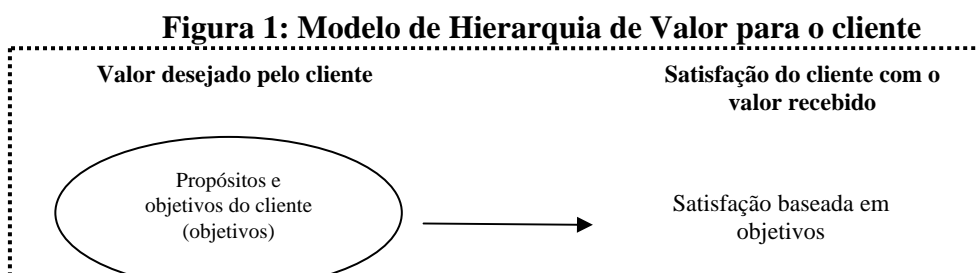 Figura 1: Modelo de Hierarquia de Valor para o cliente
Valor desejado pelo cliente
Satisfação do cliente com o
valor recebido
Propósitos e
objetivos do cliente
(objetivos)
Satisfação baseada em
objetivos